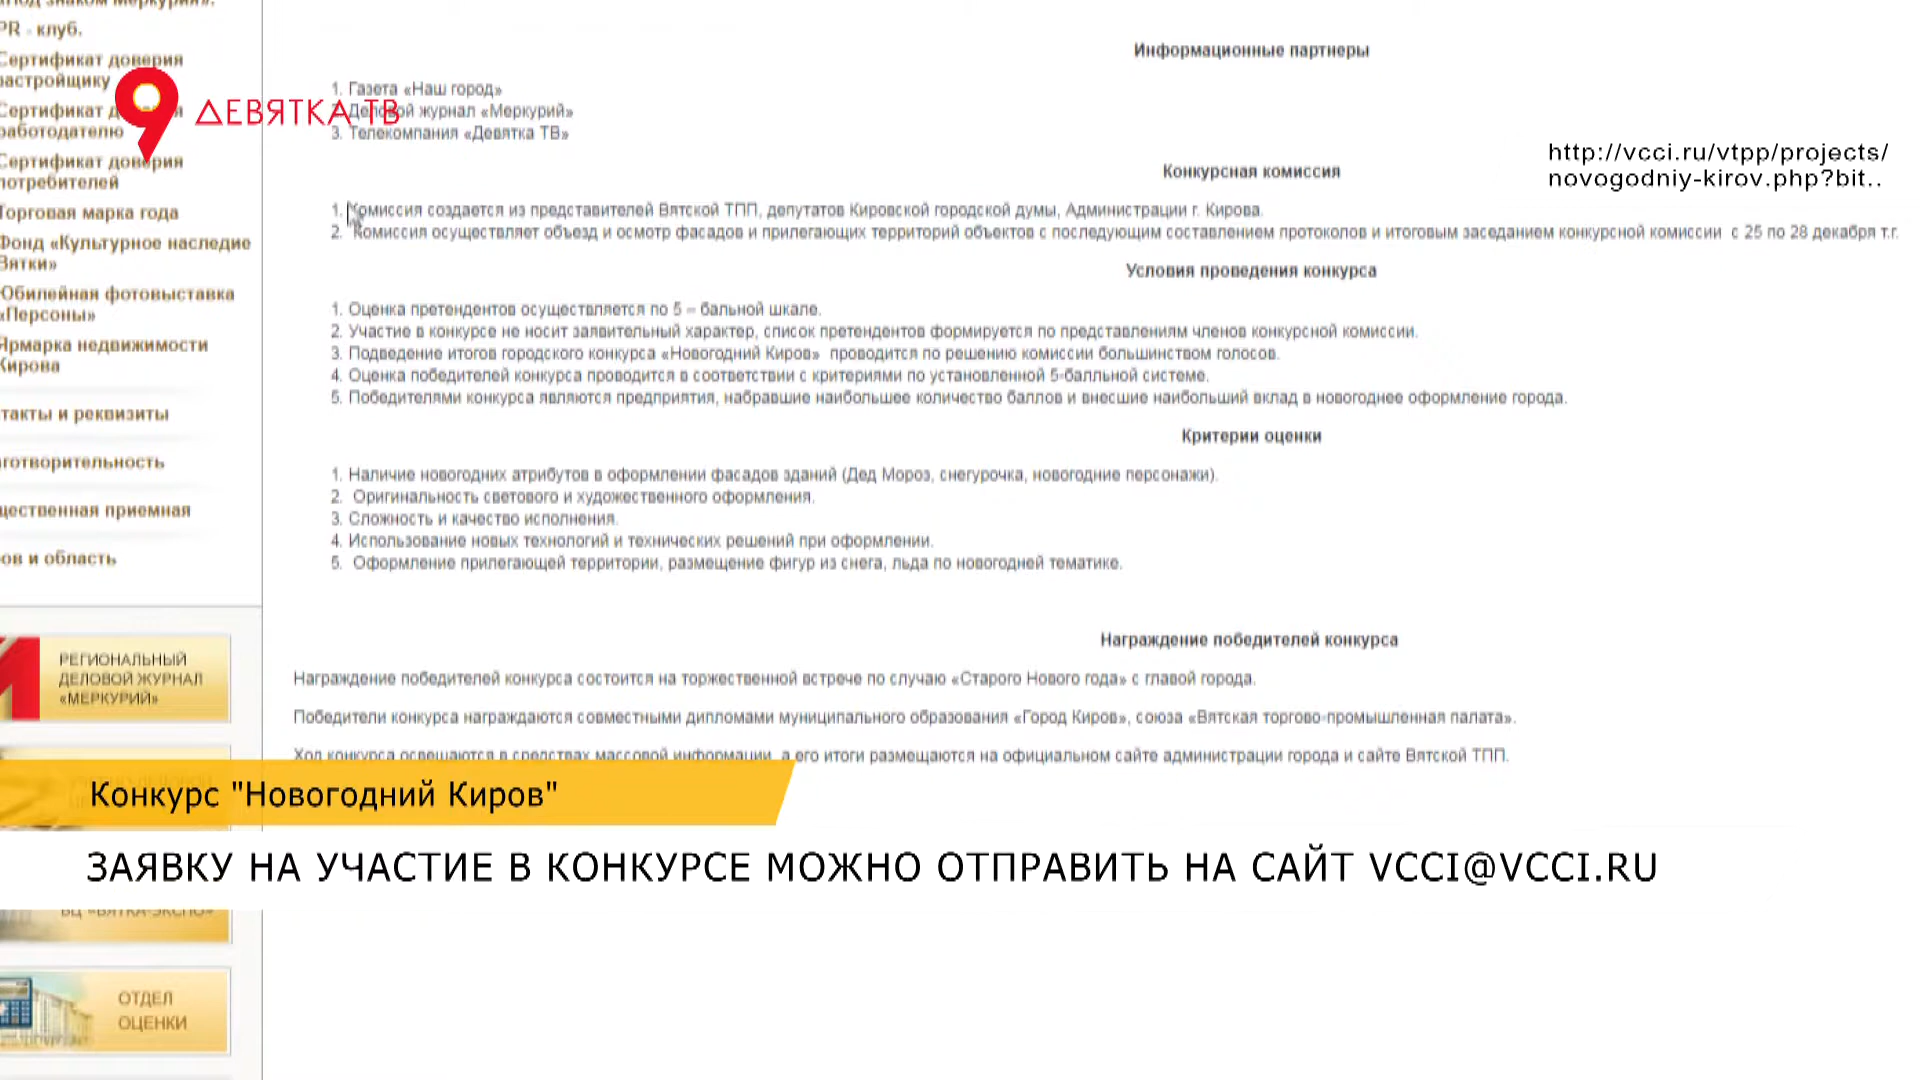 PR - клуб.
Сертификат доверия
застройщику
Сертификат доверия
работодателю
Сертификат доверия
потребителей
Торговая марка года
Фонд «Культурное наследие
Вятки»
Юбилейная фотовыставка
«Персоны»
Ярмарка недвижимости
Кирова
такты и реквизиты
готворительность
щественная приемная
ов и область
РЕГИОНАЛЬНЫЙ
ДЕЛОВОЙ ЖУРНАЛ
«МЕРКУРИЙ»
ВЦ «ВЯТКА-ЭКСПО»
ОТДЕЛ
ОЦЕНКИ
9 ДЕВЯТКА ТВ
http://vcci.ru/vtpp/projects/
novogodniy-kirov.php?bit..
Информационные партнеры
1. Газета «Наш город»
2. Деловой журнал «Меркурий»
3. Телекомпания «Девятка ТВ»
Конкурсная комиссия
1. Комиссия создается из представителей Вятской ТПП, депутатов Кировской городской думы, Администрации г. Кирова.
2. Комиссия осуществляет объезд и осмотр фасадов и прилегающих территорий объектов с последующим составлением протоколов и итоговым заседанием конкурсной комиссии с 25 по 28 декабря т.г.
Условия проведения конкурса
1. Оценка претендентов осуществляется по 5 – бальной шкале.
2. Участие в конкурсе не носит заявительный характер, список претендентов формируется по представлениям членов конкурсной комиссии.
3. Подведение итогов городского конкурса «Новогодний Киров» проводится по решению комиссии большинством голосов.
4. Оценка победителей конкурса проводится в соответствии с критериями по установленной 5-балльной системе.
5. Победителями конкурса являются предприятия, набравшие наибольшее количество баллов и внесшие наибольший вклад в новогоднее оформление города.
Критерии оценки
1. Наличие новогодних атрибутов в оформлении фасадов зданий (Дед Мороз, снегурочка, новогодние персонажи).
2. Оригинальность светового и художественного оформления.
3. Сложность и качество исполнения.
4. Использование новых технологий и технических решений при оформлении.
5. Оформление прилегающей территории, размещение фигур из снега, льда по новогодней тематике.
Награждение победителей конкурса
Награждение победителей конкурса состоится на торжественной встрече по случаю «Старого Нового года» с главой города.
Победители конкурса награждаются совместными дипломами муниципального образования «Город Киров», союза «Вятская торгово-промышленная палата».
Ход конкурса освещаются в средствах массовой информации, а его итоги размещаются на официальном сайте администрации города и сайте Вятской ТПП.
Конкурс "Новогодний Киров"
ЗАЯВКУ НА УЧАСТИЕ В КОНКУРСЕ МОЖНО ОТПРАВИТЬ НА САЙТ VCCI@VCCI.RU